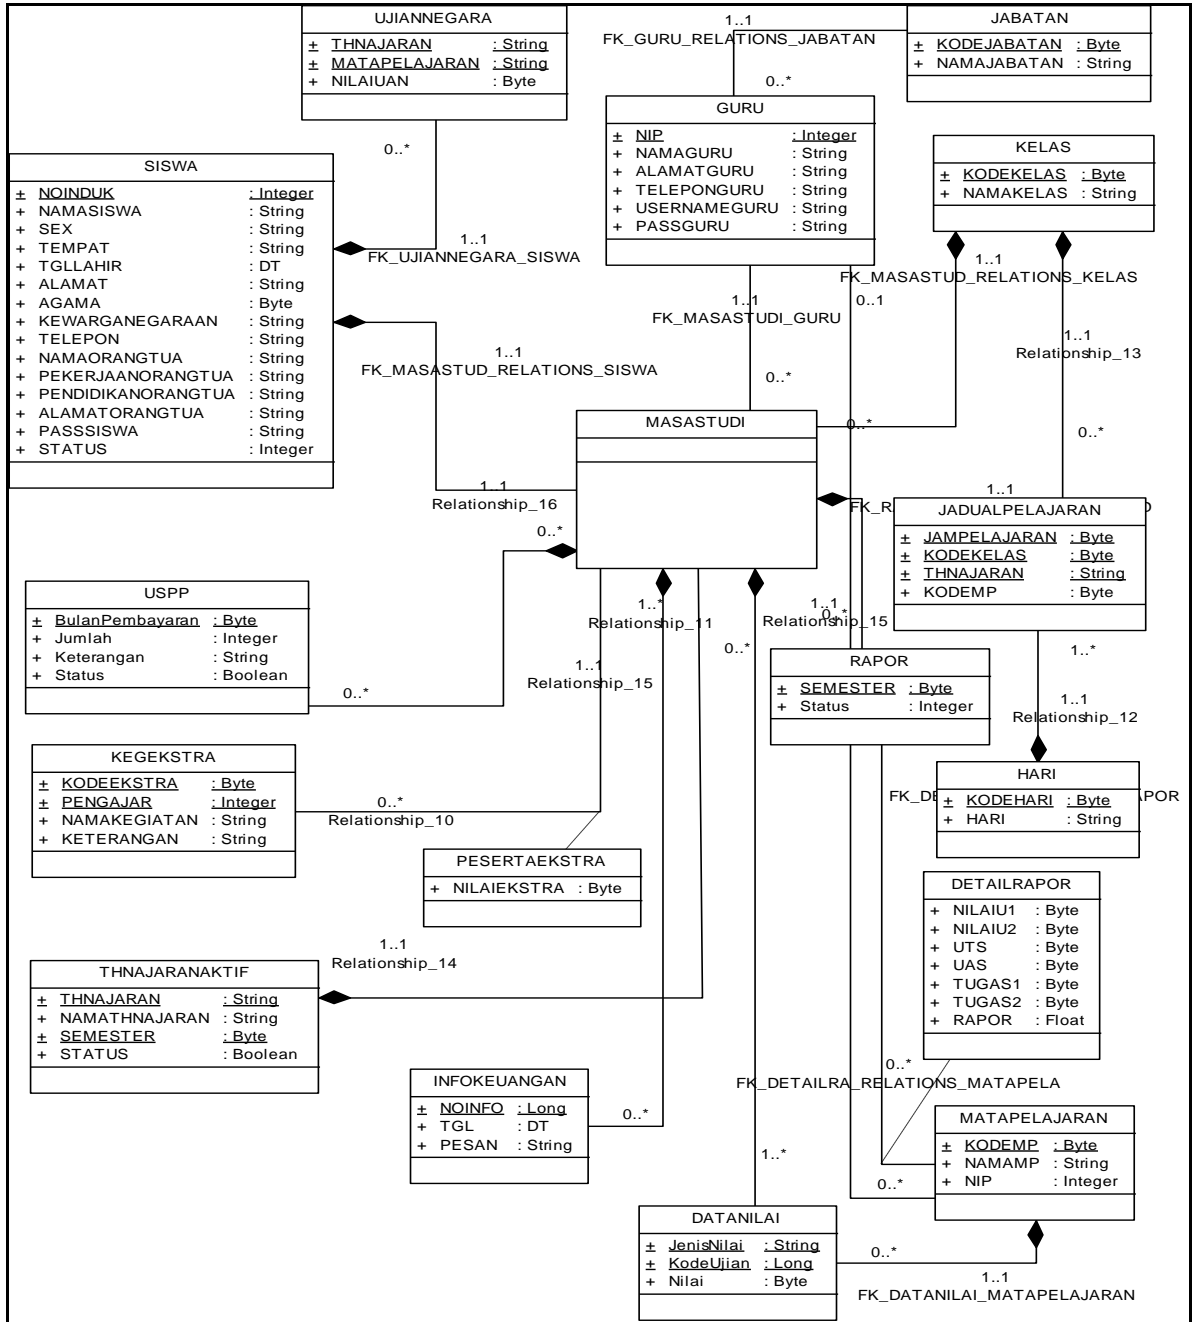 UJIANNEGARA
+ THNAJARAN : String
+ MATAPELAJARAN : String
+ NILAIUAN : Byte
1..1
FK_GURU_RELATIONS_JABATAN
JABATAN
+ KODEJABATAN : Byte
+ NAMAJABATAN : String
0..*
GURU
+ NIP : Integer
+ NAMAGURU : String
+ ALAMATGURU : String
+ TELEPONGURU : String
+ USERNAMEGURU : String
+ PASSGURU : String
KELAS
+ KODEKELAS : Byte
+ NAMAKELAS : String
0..*
SISWA
+ NOINDUK : Integer
+ NAMASISWA : String
+ SEX : String
+ TEMPAT : String
+ TGLLAHIR : DT
+ ALAMAT : String
+ AGAMA : Byte
+ KEWARGANEGARAAN : String
+ TELEPON : String
+ NAMAORANGTUA : String
+ PEKERJAANORANGTUA : String
+ PENDIDIKANORANGTUA : String
+ ALAMATORANGTUA : String
+ PASSSISWA : String
+ STATUS : Integer
1..1
FK_UJIANNEGARA_SISWA
1..1
FK_MASASTUD_RELATIONS_KELAS
1..1
FK_MASASTUDI_GURU
0..1
1..1
Relationship_13
1..1
FK_MASASTUD_RELATIONS_SISWA
0..*
MASASTUDI
0..*
0..*
1..1
Relationship_16
0..*
1..1
FK_R
JADUALPELAJARAN
+ JAMPELAJARAN : Byte
+ KODEKELAS : Byte
+ THNAJARAN : String
+ KODEMP : Byte
USPP
+ BulanPembayaran : Byte
+ Jumlah : Integer
+ Keterangan : String
+ Status : Boolean
0..*
1..*
Relationship_11
1..1
Relationship_15
0..*
1..1
0..*
Relationship_15
RAPOR
+ SEMESTER : Byte
+ Status : Integer
1..*
1..1
Relationship_12
KEGEKSTRA
+ KODEEKSTRA : Byte
+ PENGAJAR : Integer
+ NAMAKEGIATAN : String
+ KETERANGAN : String
0..*
Relationship_10
HARI
+ KODEHARI : Byte
+ HARI : String
FK_DE
APOR
PESERTAEKSTRA
+ NILAIEKSTRA : Byte
DETAILRAPOR
+ NILAIU1 : Byte
+ NILAIU2 : Byte
+ UTS : Byte
+ UAS : Byte
+ TUGAS1 : Byte
+ TUGAS2 : Byte
+ RAPOR : Float
1..1
Relationship_14
THNAJARANAKTIF
+ THNAJARAN : String
+ NAMATHNAJARAN : String
+ SEMESTER : Byte
+ STATUS : Boolean
0..*
FK_DETAILRA_RELATIONS_MATAPELA
INFOKEUANGAN
+ NOINFO : Long
+ TGL : DT
+ PESAN : String
0..*
MATAPELAJARAN
+ KODEMP : Byte
+ NAMAMP : String
+ NIP : Integer
1..*
0..*
DATANILAI
+ JenisNilai : String
+ KodeUjian : Long
+ Nilai : Byte
0..*
1..1
FK_DATANILAI_MATAPELAJARAN